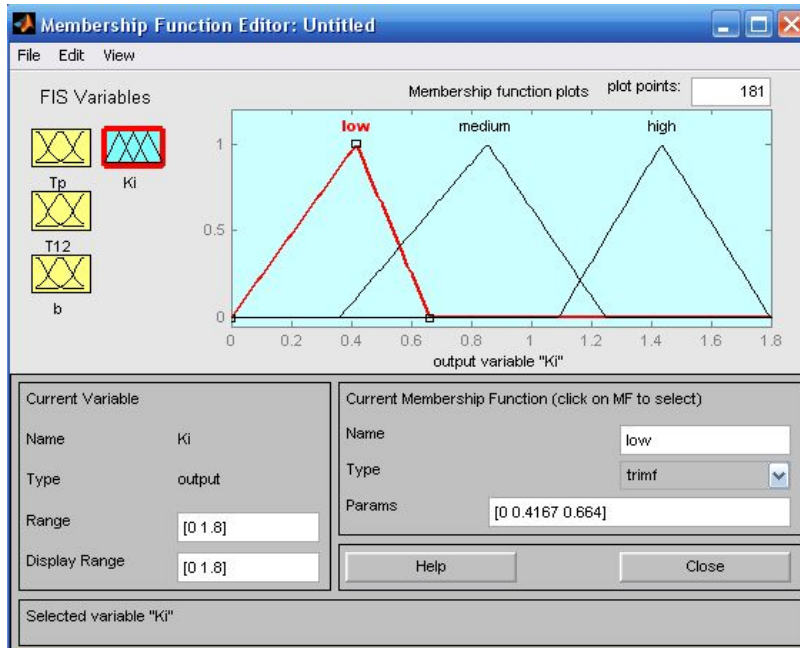 Membership Function Editor: Untitled
File Edit View
FIS Variables
Tp
Ki
T12
b
Membership function plots plot points: 181
low medium high
1
0.5
0
0 0.2 0.4 0.6 0.8 1 1.2 1.4 1.6 1.8
output variable "Ki"
Current Variable
Name Ki
Type output
Range [0 1.8]
Display Range [0 1.8]
Current Membership Function (click on MF to select)
Name low
Type trimf
Params [0 0.4167 0.664]
Help Close
Selected variable "Ki"